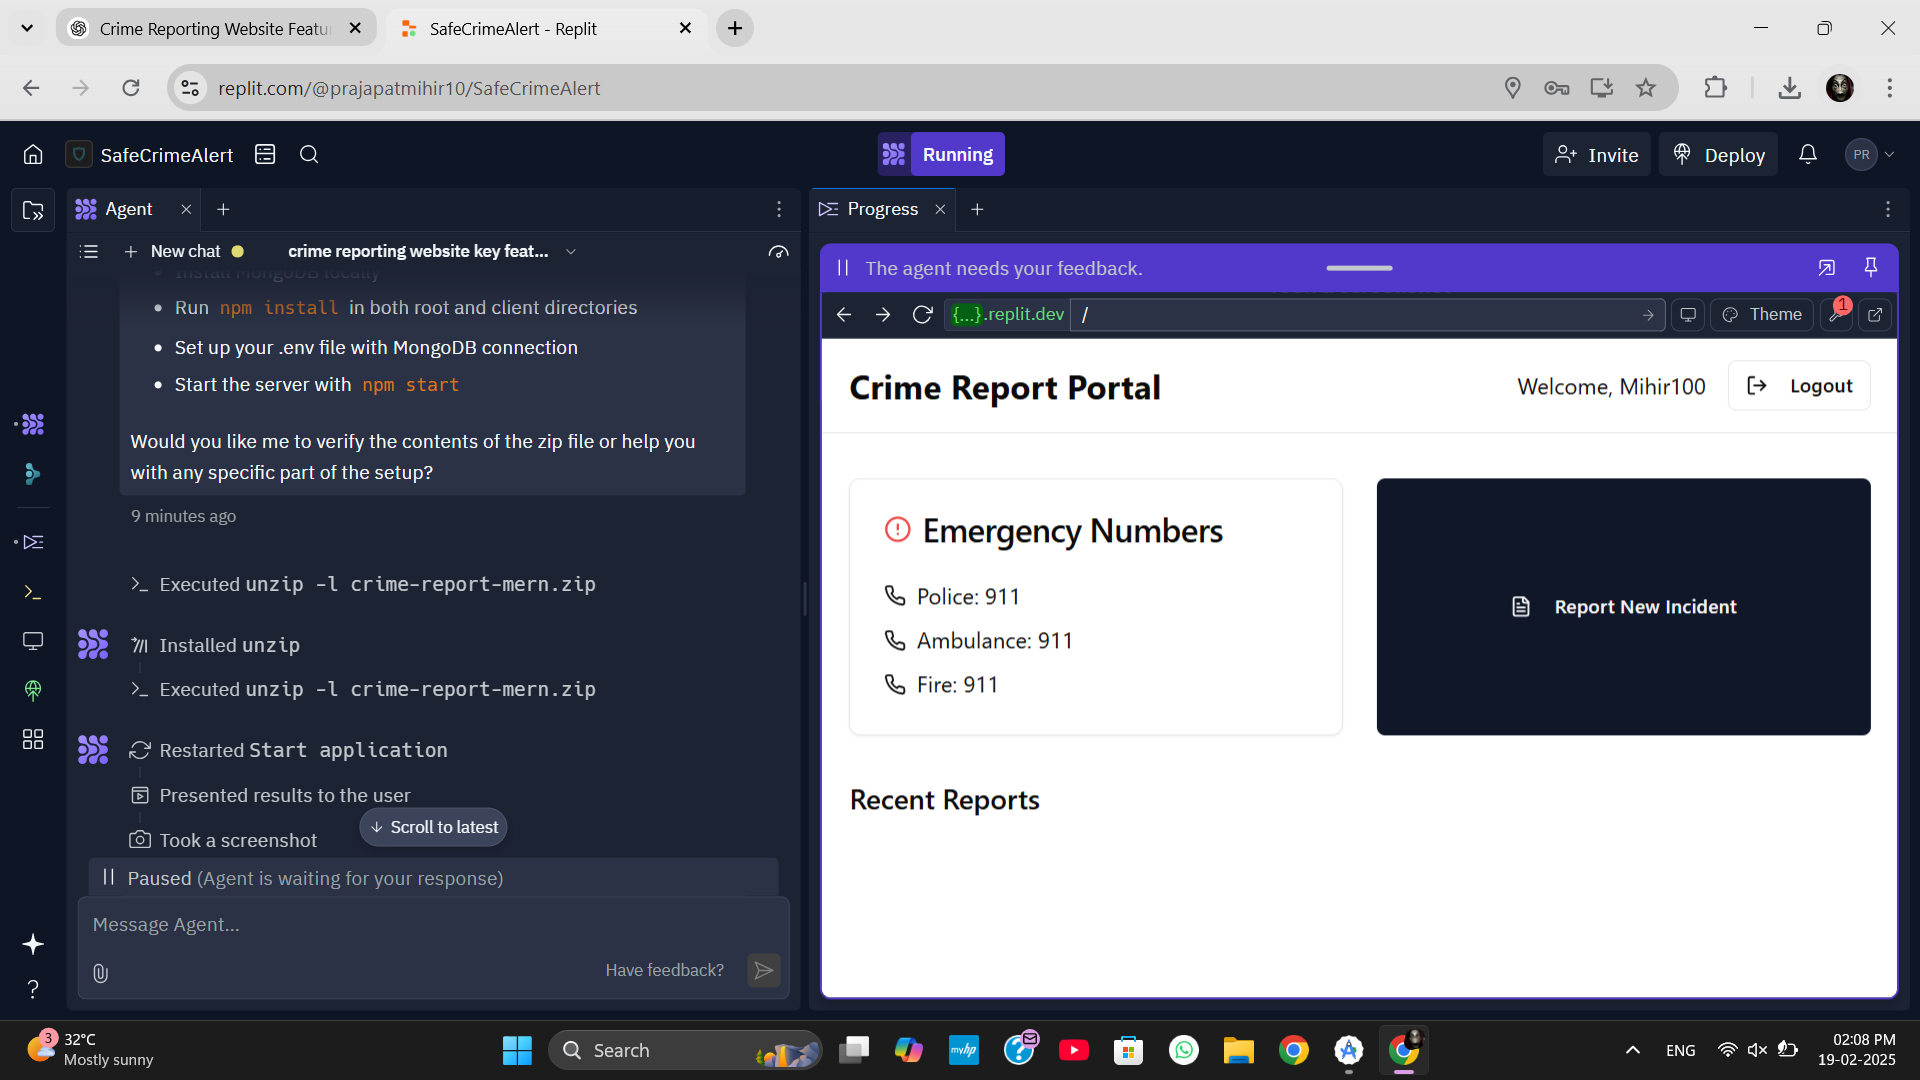 Crime Reporting Website Featu
SafeCrimeAlert - Replit
replit.com/@prajapatmihir10/SafeCrimeAlert
SafeCrimeAlert
Running
Invite
Deploy
PR
Agent
Progress
New chat
crime reporting website key feat...
The agent needs your feedback.
{...}.replit.dev
/
Theme
1
Install MongoDB locally
Run npm install in both root and client directories
Set up your .env file with MongoDB connection
Start the server with npm start
Would you like me to verify the contents of the zip file or help you
with any specific part of the setup?
9 minutes ago
Executed unzip -l crime-report-mern.zip
Installed unzip
Executed unzip -l crime-report-mern.zip
Restarted Start application
Presented results to the user
Took a screenshot
Scroll to latest
Paused (Agent is waiting for your response)
Message Agent...
Have feedback?
Crime Report Portal
Welcome, Mihir100
Logout
Emergency Numbers
Police: 911
Ambulance: 911
Fire: 911
Report New Incident
Recent Reports
3
32°C
Mostly sunny
Search
myhp
ENG
02:08 PM
19-02-2025